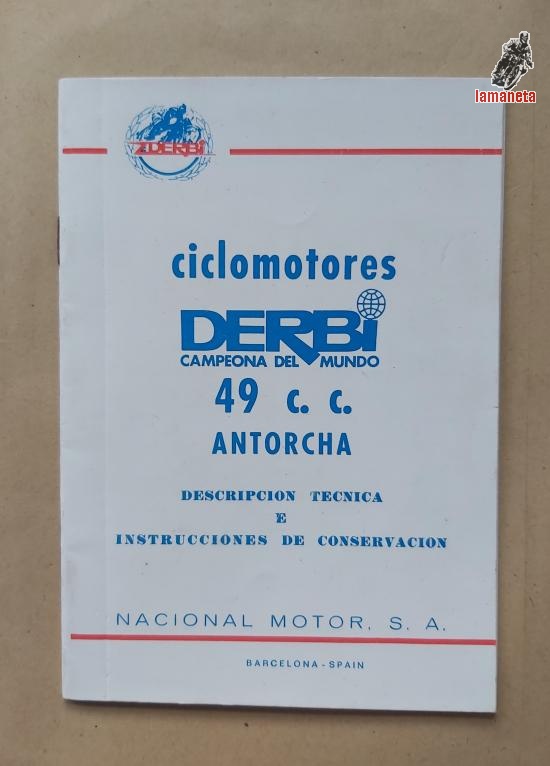 lamaneta
DERBI
ciclomotores
DERBi
CAMPEONA DEL MUNDO
49 c. c.
ANTORCHA
DESCRIPCION TECNICA
E
INSTRUCCIONES DE CONSERVACION
NACIONAL MOTOR, S. A.
BARCELONA - SPAIN